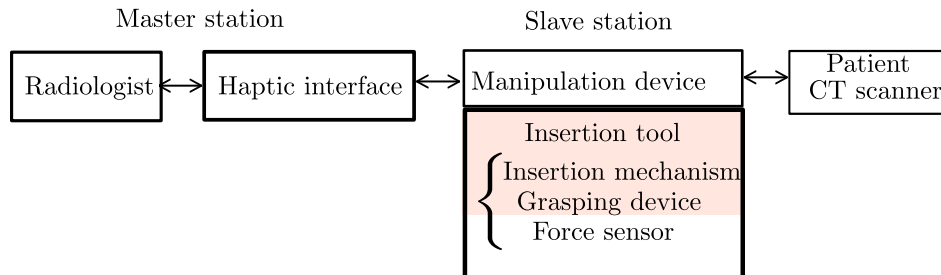 Master station
Slave station
Radiologist
Haptic interface
Manipulation device
Patient
CT scanner
Insertion tool
Insertion mechanism
Grasping device
Force sensor